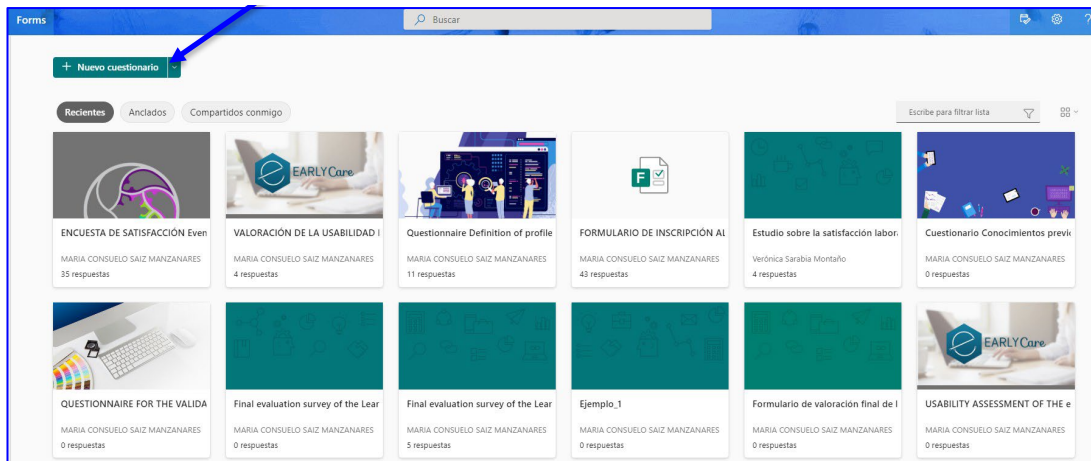 Forms
Buscar
+ Nuevo cuestionario
Recientes
Anclados
Compartidos conmigo
Escribe para filtrar lista
EARLYCare
F
ENCUESTA DE SATISFACCIÓN Even
VALORACIÓN DE LA USABILIDAD
Questionnaire Definition of profile
FORMULARIO DE INSCRIPCIÓN AL
Estudio sobre la satisfacción labor
Cuestionario Conocimientos previ
MARIA CONSUELO SAIZ MANZANARES
MARIA CONSUELO SAIZ MANZANARES
MARIA CONSUELO SAIZ MANZANARES
MARIA CONSUELO SAIZ MANZANARES
Verónica Sarabia Montaño
MARIA CONSUELO SAIZ MANZANARES
35 respuestas
4 respuestas
11 respuestas
43 respuestas
4 respuestas
0 respuestas
EARLYCare
QUESTIONNAIRE FOR THE VALIDA
Final evaluation survey of the Lear
Final evaluation survey of the Lear
Ejemplo_1
Formulario de valoración final de l
USABILITY ASSESSMENT OF THE e
MARIA CONSUELO SAIZ MANZANARES
MARIA CONSUELO SAIZ MANZANARES
MARIA CONSUELO SAIZ MANZANARES
MARIA CONSUELO SAIZ MANZANARES
MARIA CONSUELO SAIZ MANZANARES
MARIA CONSUELO SAIZ MANZANARES
0 respuestas
0 respuestas
5 respuestas
0 respuestas
0 respuestas
0 respuestas